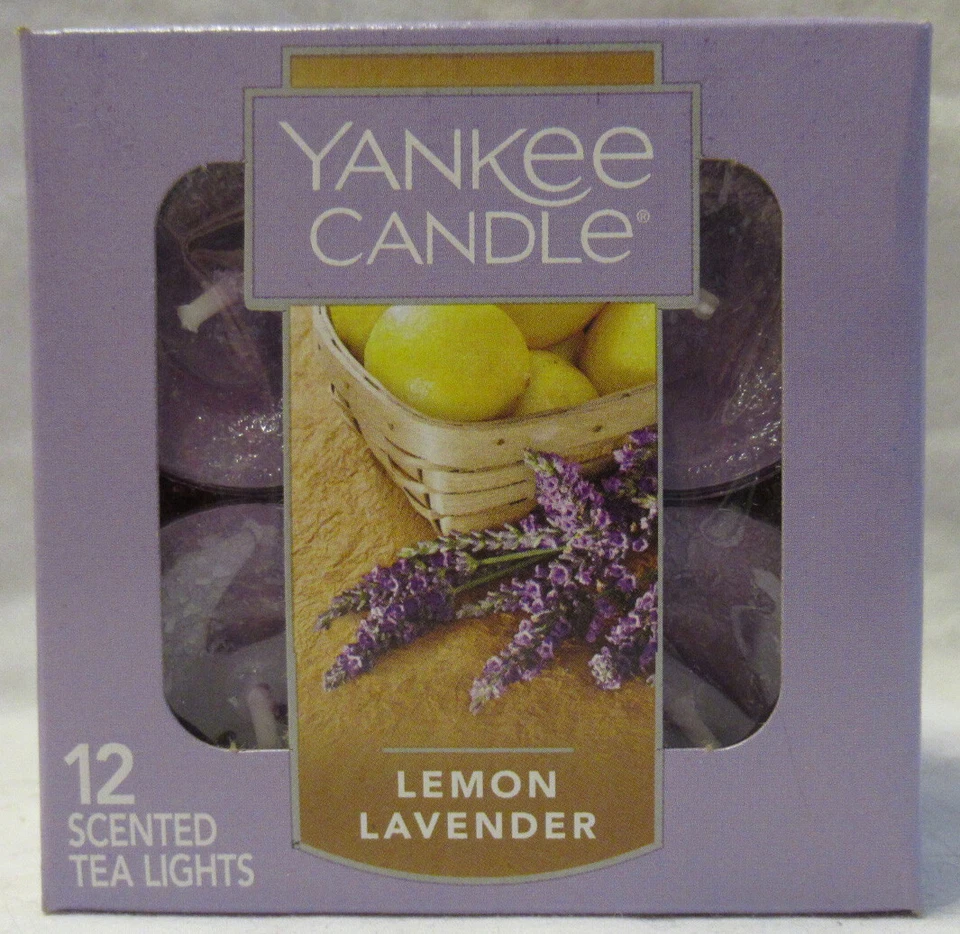 YANKEE
CANDLE®
LEMON
LAVENDER
12
SCENTED
TEA LIGHTS